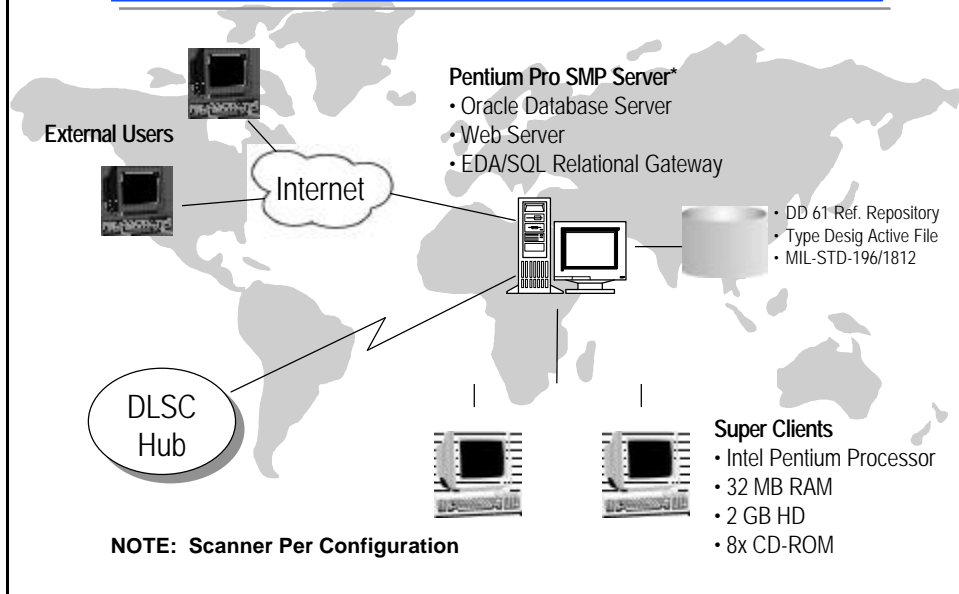 Pentium Pro SMP Server*
• Oracle Database Server
• Web Server
• EDA/SQL Relational Gateway
External Users
Internet
• DD 61 Ref. Repository
• Type Desig Active File
• MIL-STD-196/1812
DLSC
Hub
Super Clients
• Intel Pentium Processor
• 32 MB RAM
• 2 GB HD
• 8x CD-ROM
NOTE: Scanner Per Configuration